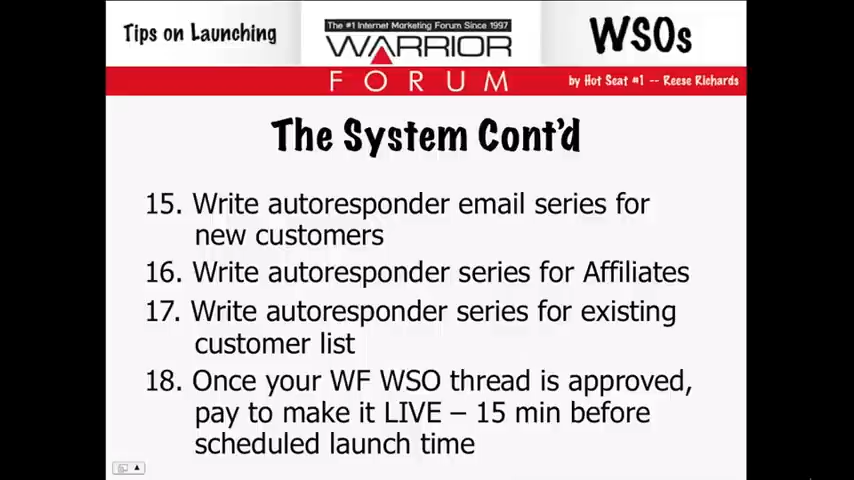 Tips on Launching
The #1 Internet Marketing Forum Since 1997
WARRIOR
FORUM
WSOs
by Hot Seat #1 -- Reese Richards
The System Cont'd
15. Write autoresponder email series for
new customers
16. Write autoresponder series for Affiliates
17. Write autoresponder series for existing
customer list
18. Once your WF WSO thread is approved,
pay to make it LIVE – 15 min before
scheduled launch time